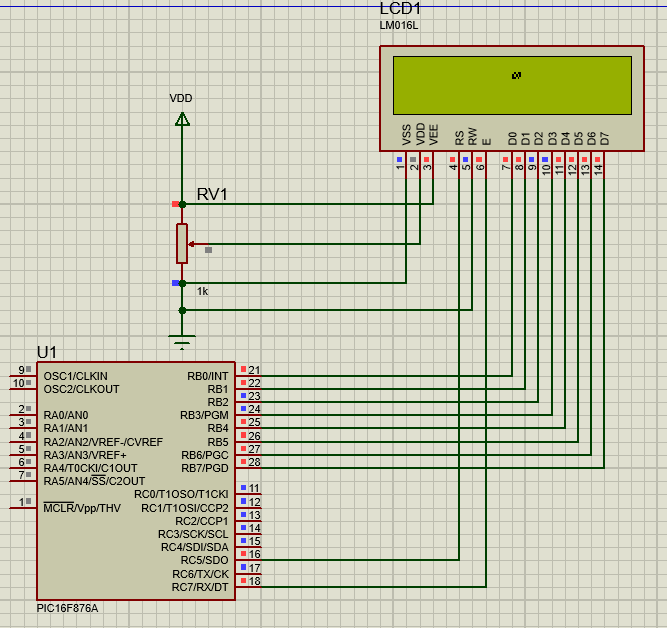 LCD1
LM016L
VSS
VDD
VEE
RS
RW
E
D0
D1
D2
D3
D4
D5
D6
D7
1
2
3
4
5
6
7
8
9
10
11
12
13
14
VDD
RV1
1k
U1
9 OSC1/CLKIN RB0/INT 21
10 OSC2/CLKOUT RB1 22
RB2 23
2 RA0/AN0 RB3/PGM 24
3 RA1/AN1 RB4 25
4 RA2/AN2/VREF-/CVREF RB5 26
5 RA3/AN3/VREF+ RB6/PGC 27
6 RA4/T0CKI/C1OUT RB7/PGD 28
7 RA5/AN4/SS/C2OUT
RC0/T1OSO/T1CKI 11
1 MCLR/Vpp/THV RC1/T1OSI/CCP2 12
RC2/CCP1 13
RC3/SCK/SCL 14
RC4/SDI/SDA 15
RC5/SDO 16
RC6/TX/CK 17
RC7/RX/DT 18
PIC16F876A